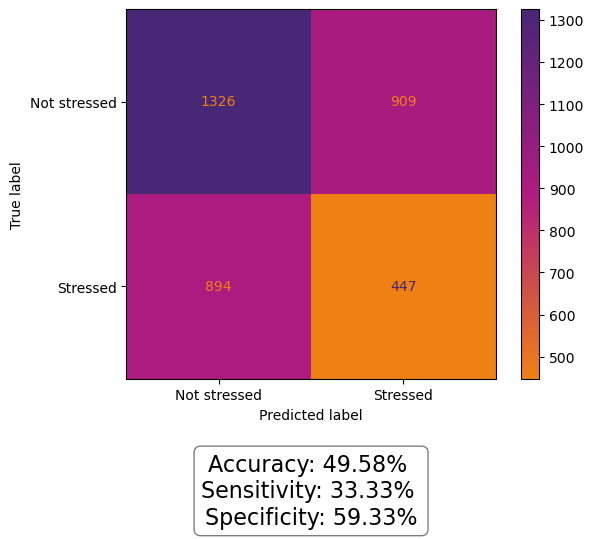 1300
Not stressed
1326
909
1200
1100
1000
900
True label
800
700
Stressed
894
447
600
500
Not stressed
Stressed
Predicted label
Accuracy: 49.58%
Sensitivity: 33.33%
Specificity: 59.33%